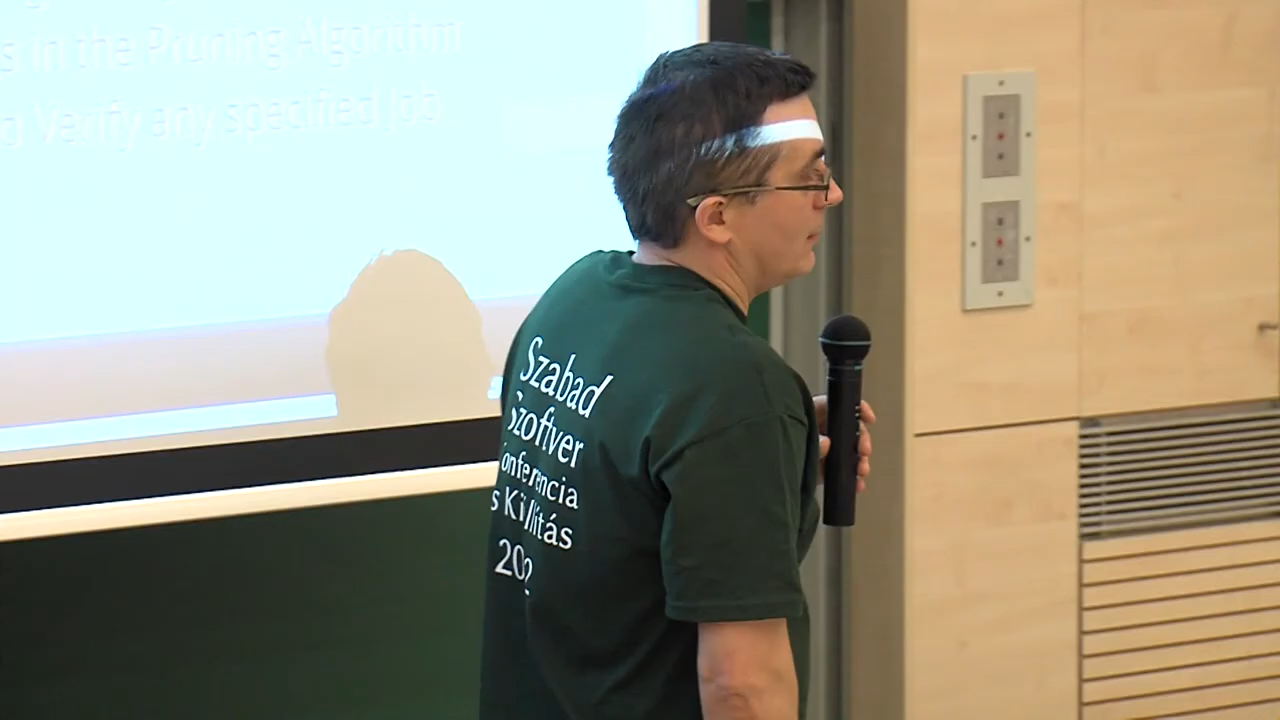 s in the Pruning Algorithm
Verify any specified Job
Szabad
Szoftver
onferencia
s Kiállítás
202